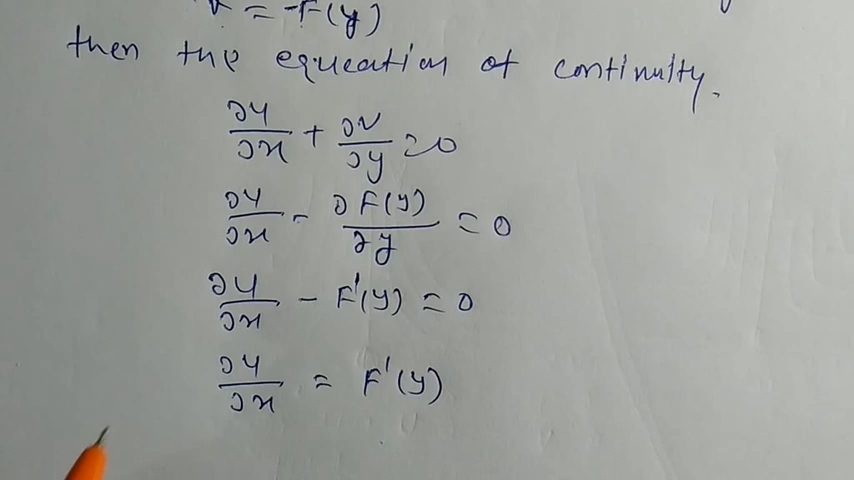 v = -F(y)
then the equation of continuity.
∂u/∂x + ∂v/∂y = 0
∂u/∂x - ∂F(y)/∂y = 0
∂u/∂x - F'(y) = 0
∂u/∂x = F'(y)